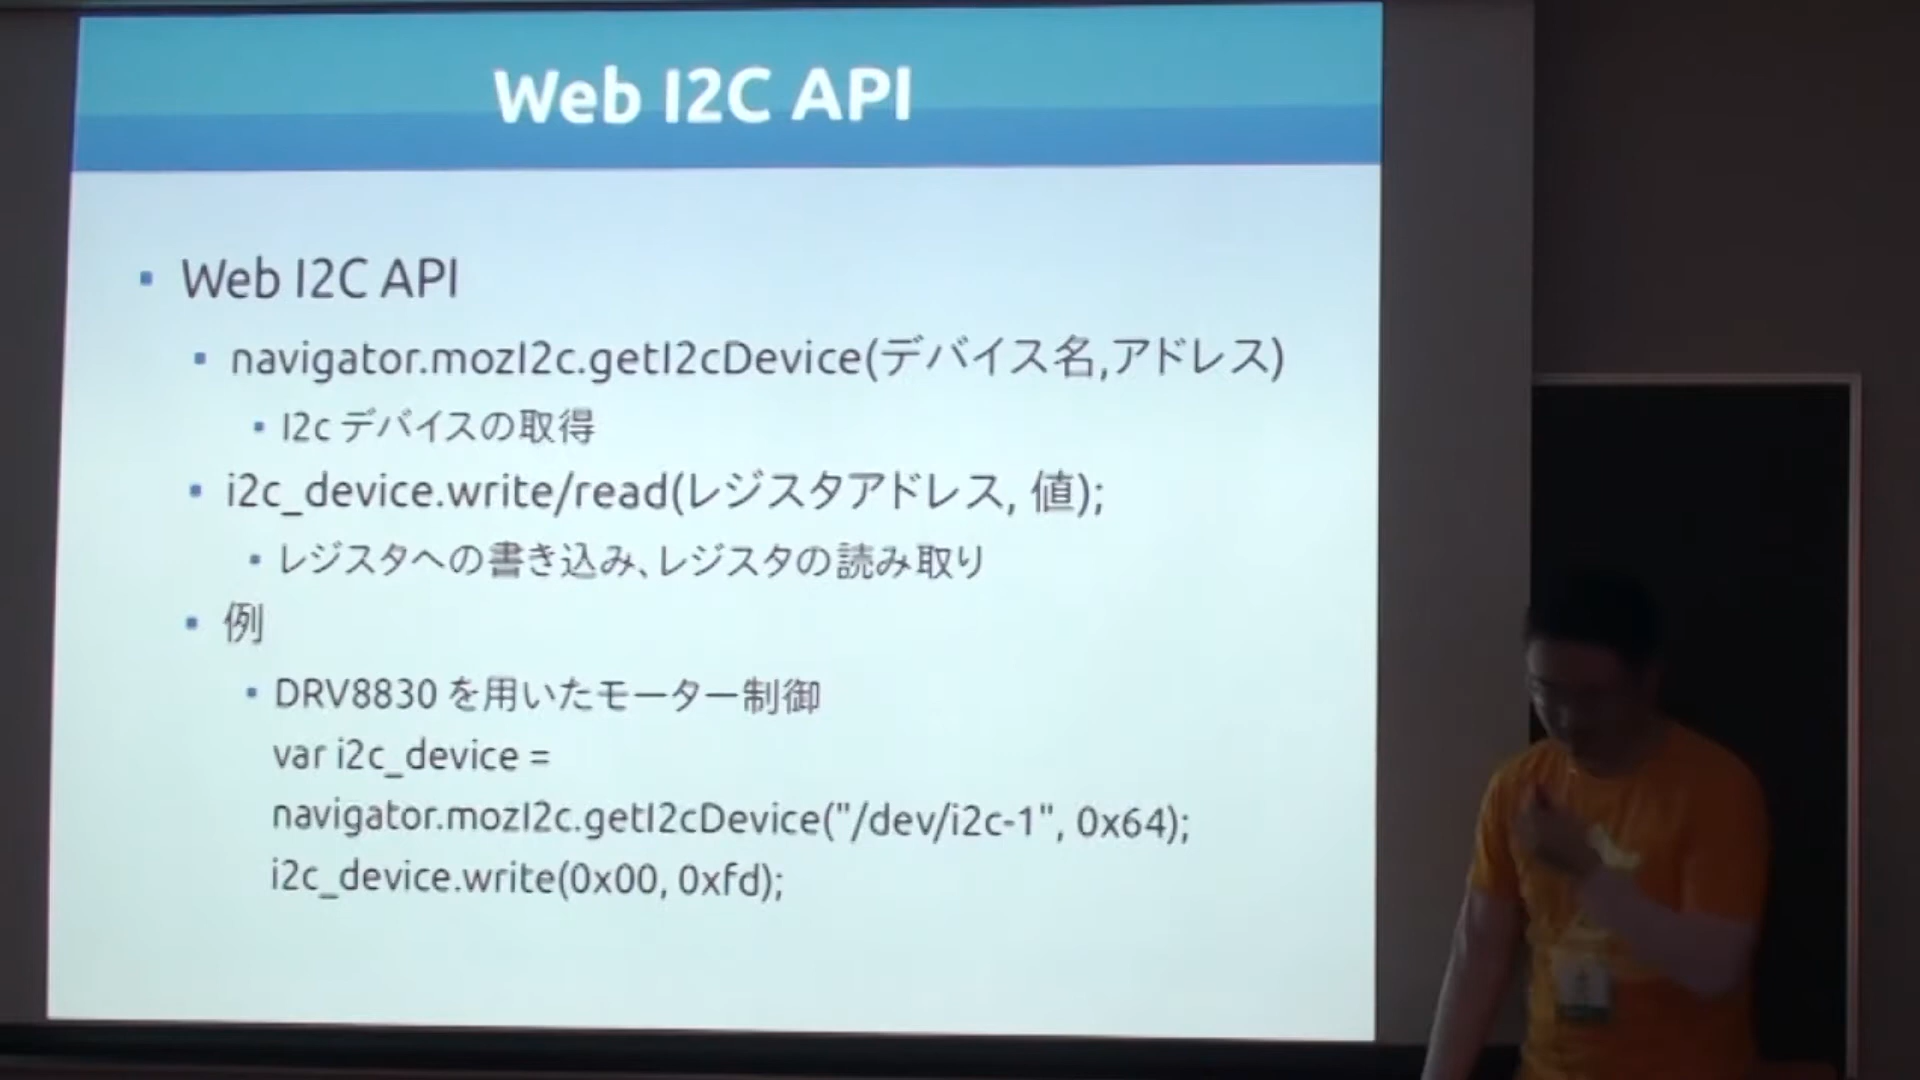 Web I2C API
Web I2C API
navigator.mozI2c.getI2cDevice(デバイス名,アドレス)
I2c デバイスの取得
i2c_device.write/read(レジスタアドレス, 値);
レジスタへの書き込み、レジスタの読み取り
例
DRV8830 を用いたモーター制御
var i2c_device =
navigator.mozI2c.getI2cDevice("/dev/i2c-1", 0x64);
i2c_device.write(0x00, 0xfd);